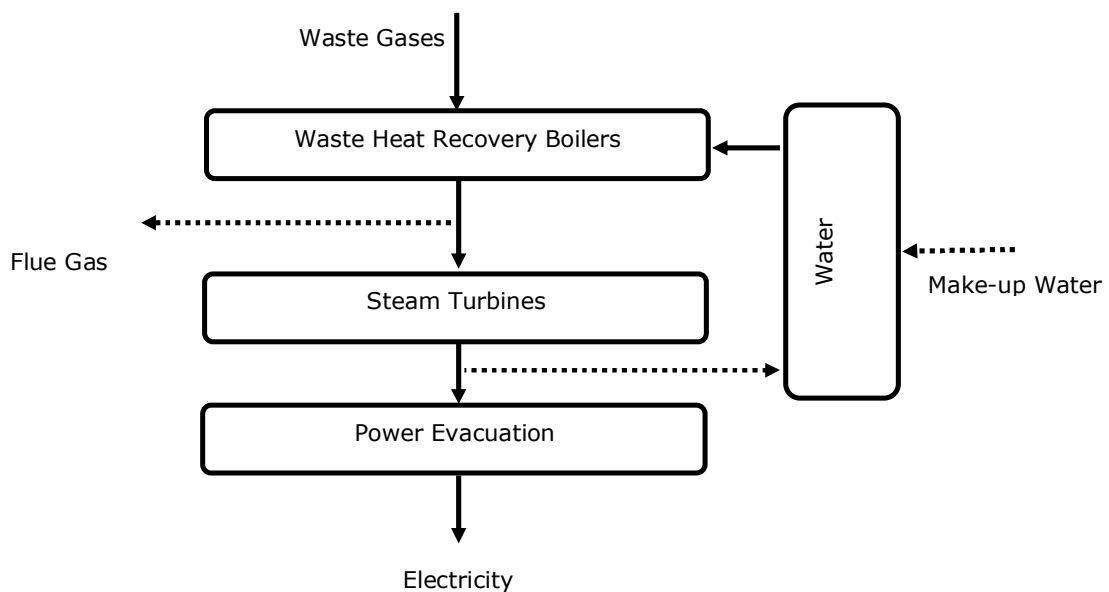 Waste Gases
Waste Heat Recovery Boilers
Water
Flue Gas
Make-up Water
Steam Turbines
Power Evacuation
Electricity